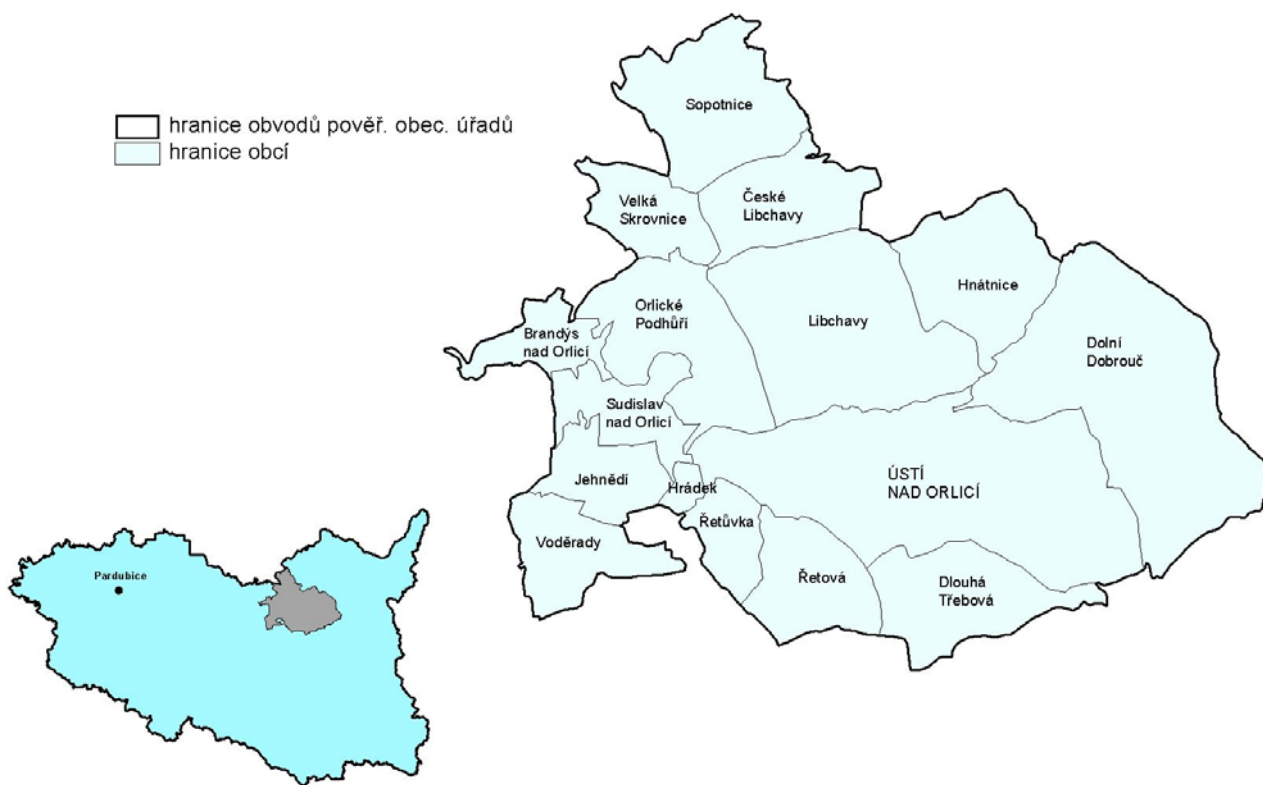 hranice obvodů pověř. obec. úřadů
hranice obcí
Sopotnice
Velká
Skrovnice
České
Libchavy
Hnátnice
Orlické
Podhůří
Libchavy
Brandýs
nad Orlicí
Dolní
Dobrouč
Sudislav
nad Orlicí
ÚSTÍ
NAD ORLICÍ
Jehnědí
Hrádek
Řetůvka
Voděrady
Řetová
Dlouhá
Třebová
Pardubice